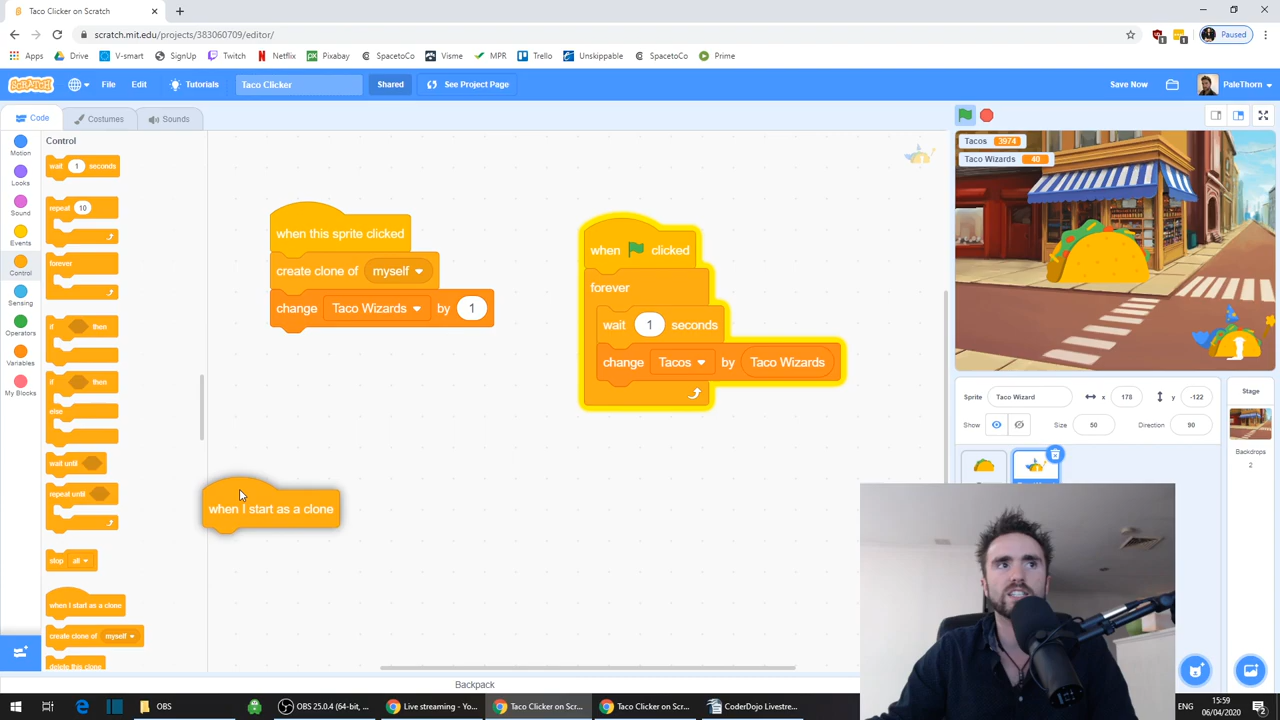 Taco Clicker on Scratch
scratch.mit.edu/projects/383060709/editor/
Paused
Apps Drive V-smart SignUp Twitch Netflix Pixabay SpacetoCo Visme MPR Trello Unskippable SpacetoCo Prime
SCRATCH File Edit Tutorials Taco Clicker Shared See Project Page Save Now PaleThorn
Code Costumes Sounds
Motion
Looks
Sound
Events
Control
Sensing
Operators
Variables
My Blocks
Control
wait 1 seconds
repeat 10
forever
if then
if then
else
wait until
repeat until
stop all
when I start as a clone
create clone of myself
delete this clone
when this sprite clicked
create clone of myself
change Taco Wizards by 1
when clicked
forever
wait 1 seconds
change Tacos by Taco Wizards
when I start as a clone
Tacos 3974
Taco Wizards 40
Sprite Taco Wizard x 178 y -122
Show Size 50 Direction 90
Stage
Backdrops
2
Backpack
OBS
OBS 25.0.4 (64-bit, ...
Live streaming - Yo...
Taco Clicker on Scr...
Taco Clicker on Scr...
CoderDojo Livestre...
ENG
15:59
06/04/2020
2